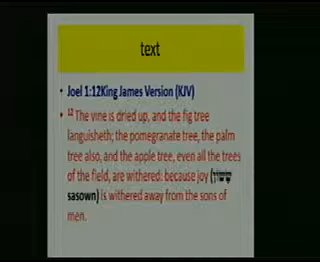 text
• Joel 1:12King James Version (KJV)
• 12 The vine is dried up, and the fig tree
languisheth; the pomegranate tree, the palm
tree also, and the apple tree, even all the trees
of the field, are withered: because joy (
sasown) is withered away from the sons of
men.